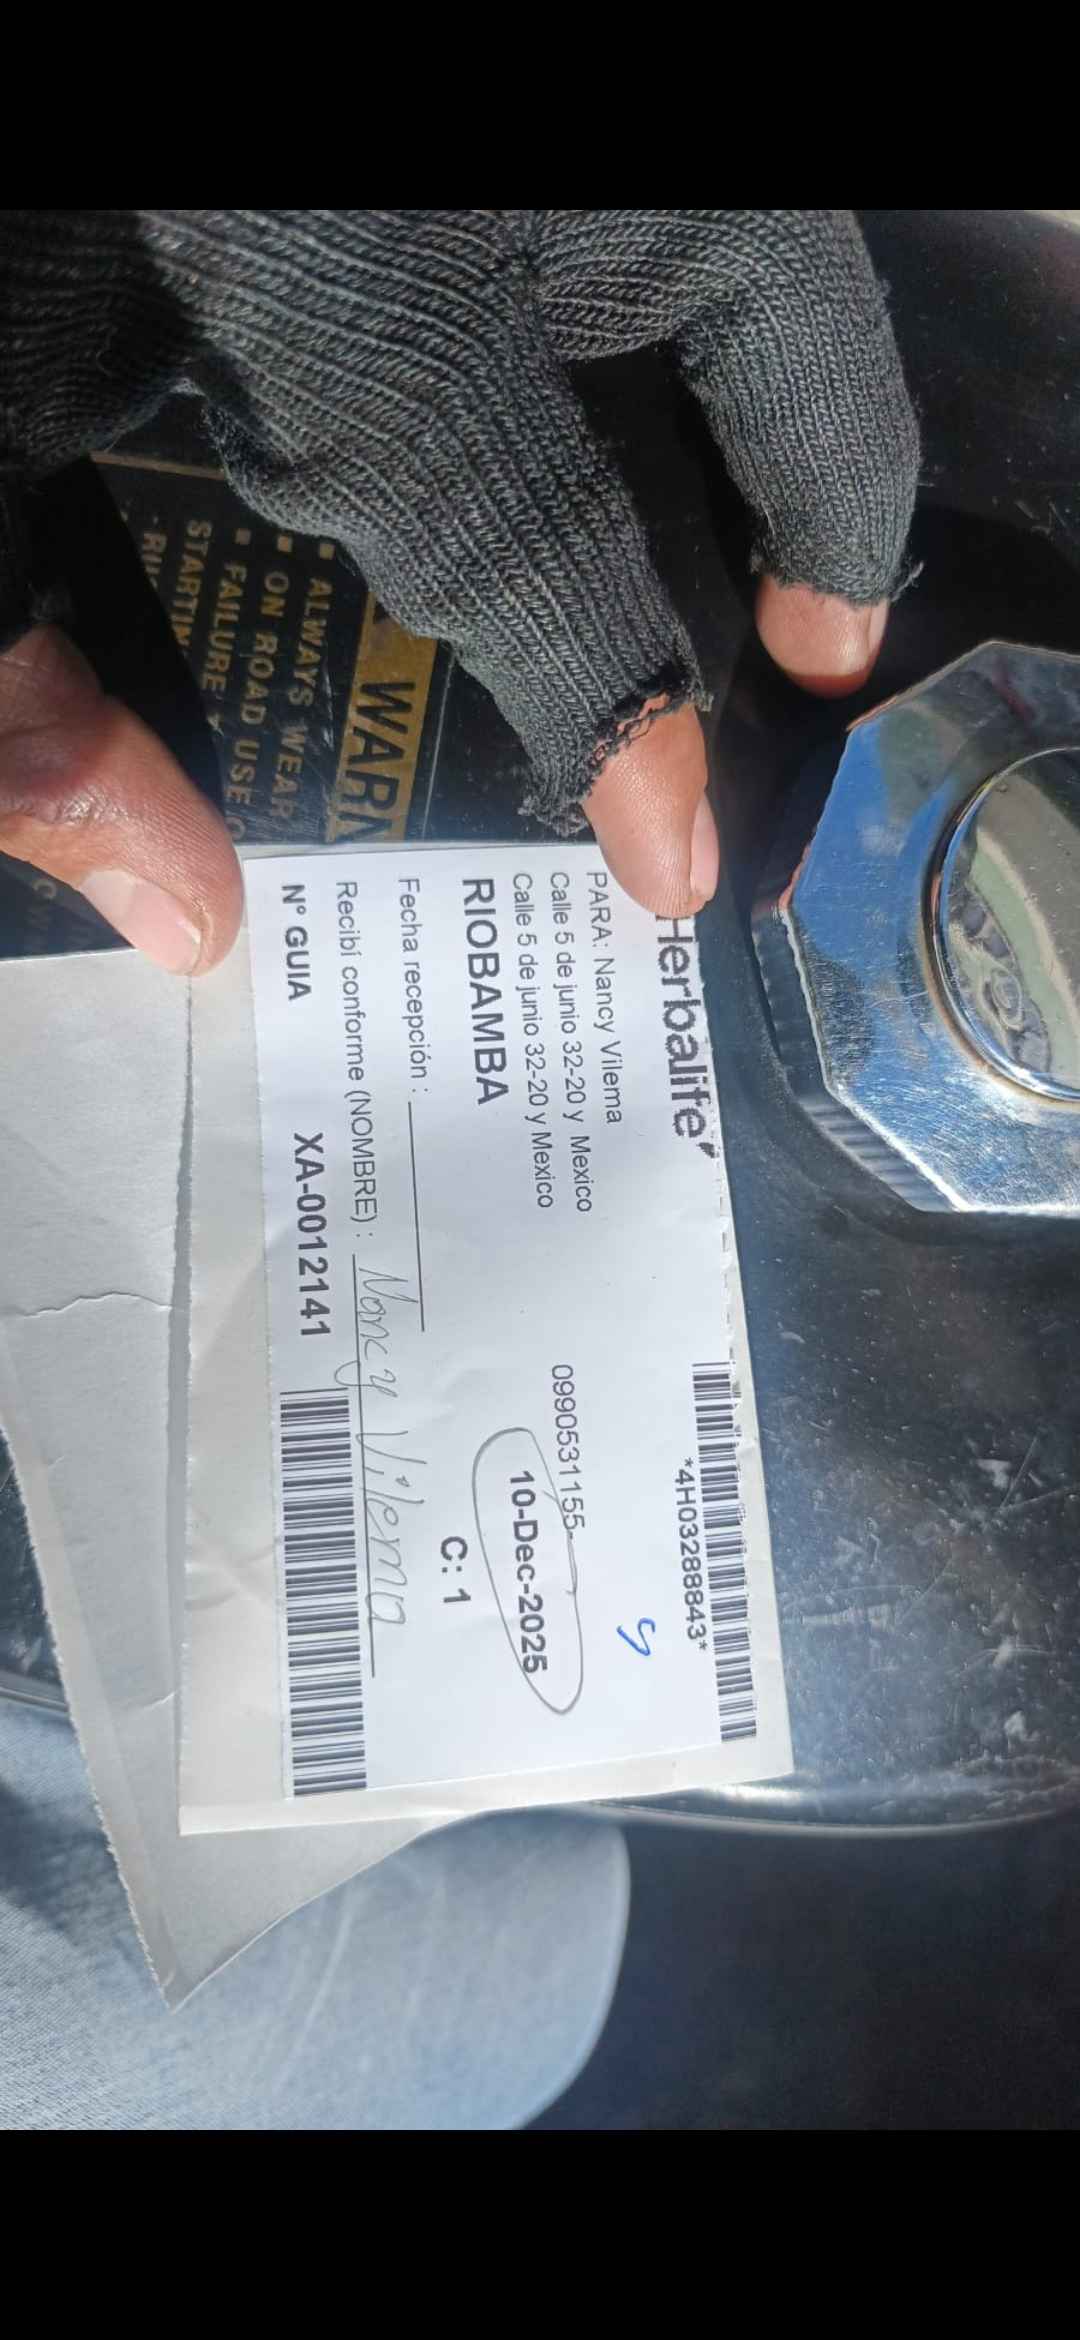 Herbalife
*4H03288843*
PARA: Nancy Vilema
Calle 5 de junio 32-20 y Mexico 0990531155-
Calle 5 de junio 32-20 y Mexico 10-Dec-2025
RIOBAMBA
C: 1
Fecha recepción :
Recibí conforme (NOMBRE) : Nancy Vilema
N° GUIA XA-0012141
ALWAYS WEAR
ON ROAD USE
FAILURE